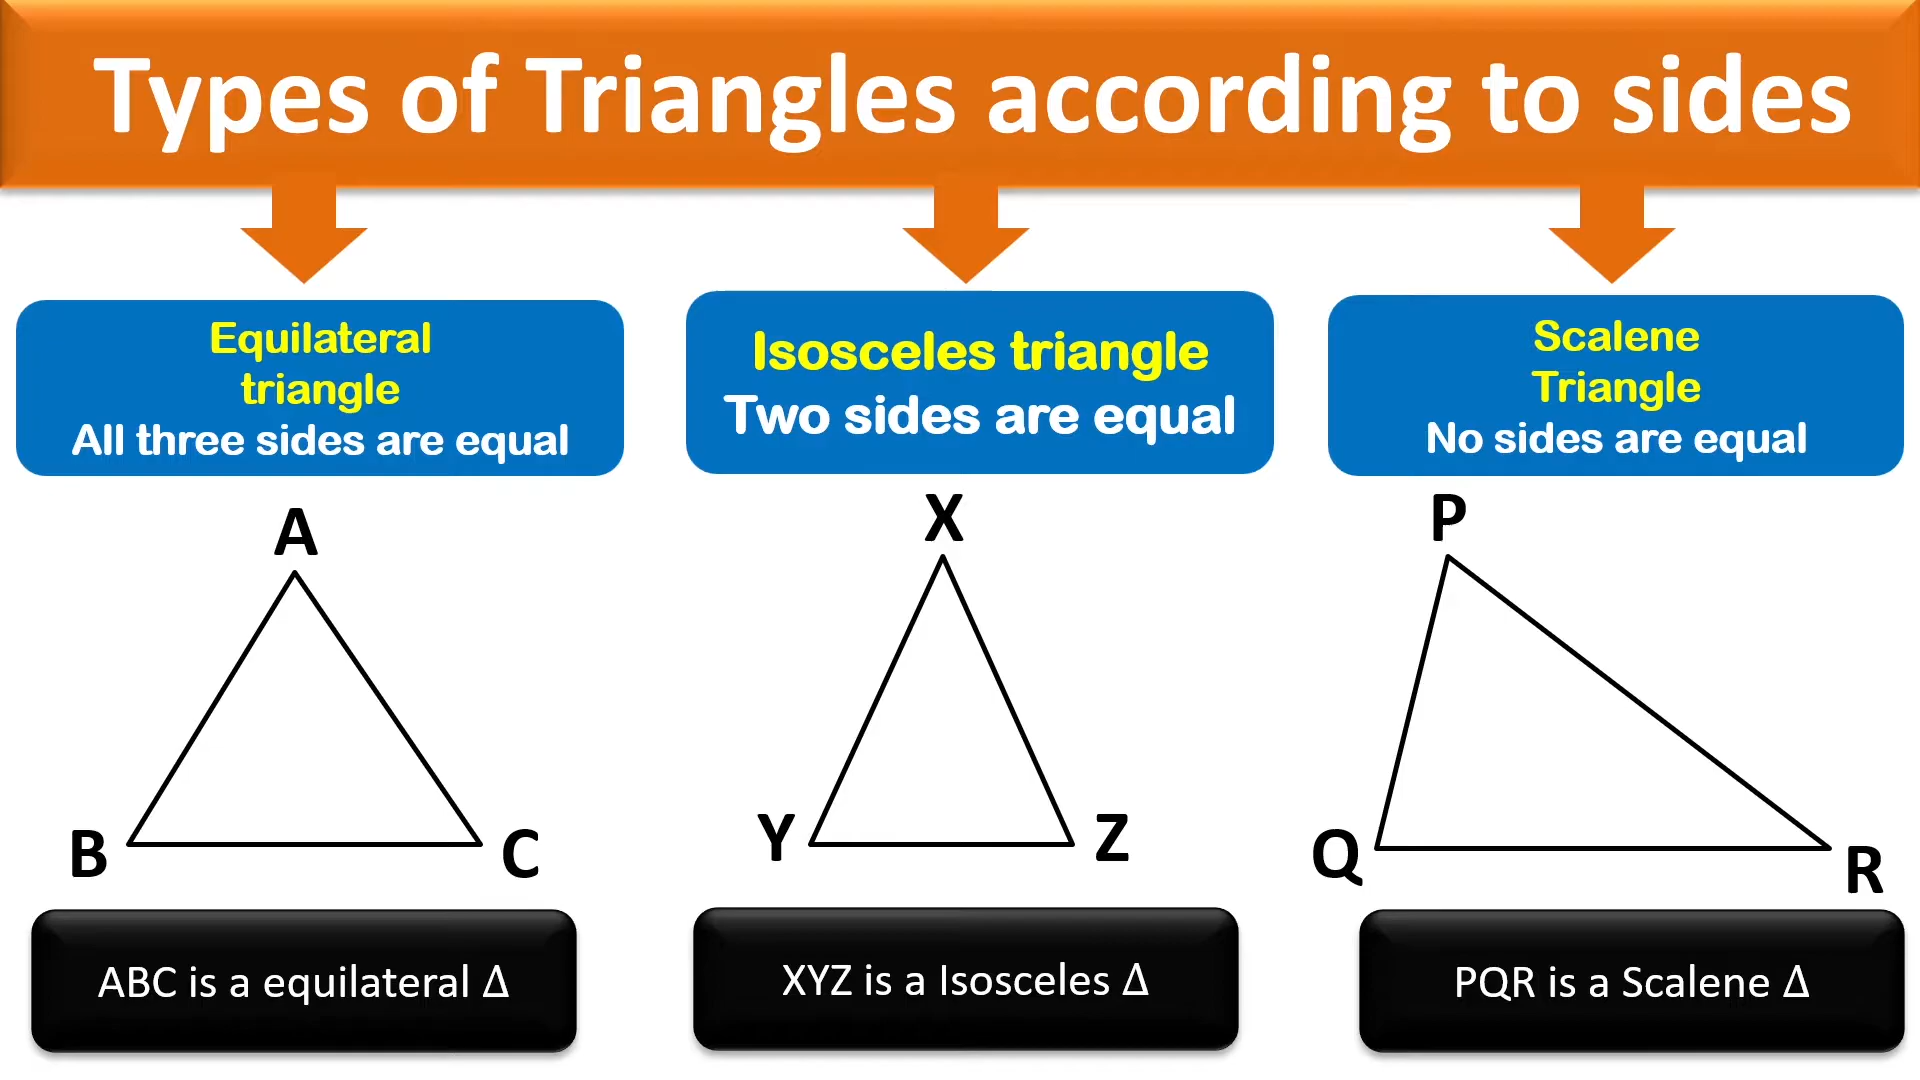 Types of Triangles according to sides
Equilateral
triangle
All three sides are equal
Isosceles triangle
Two sides are equal
Scalene
Triangle
No sides are equal
A
B
C
X
Y
Z
P
Q
R
ABC is a equilateral Δ
XYZ is a Isosceles Δ
PQR is a Scalene Δ